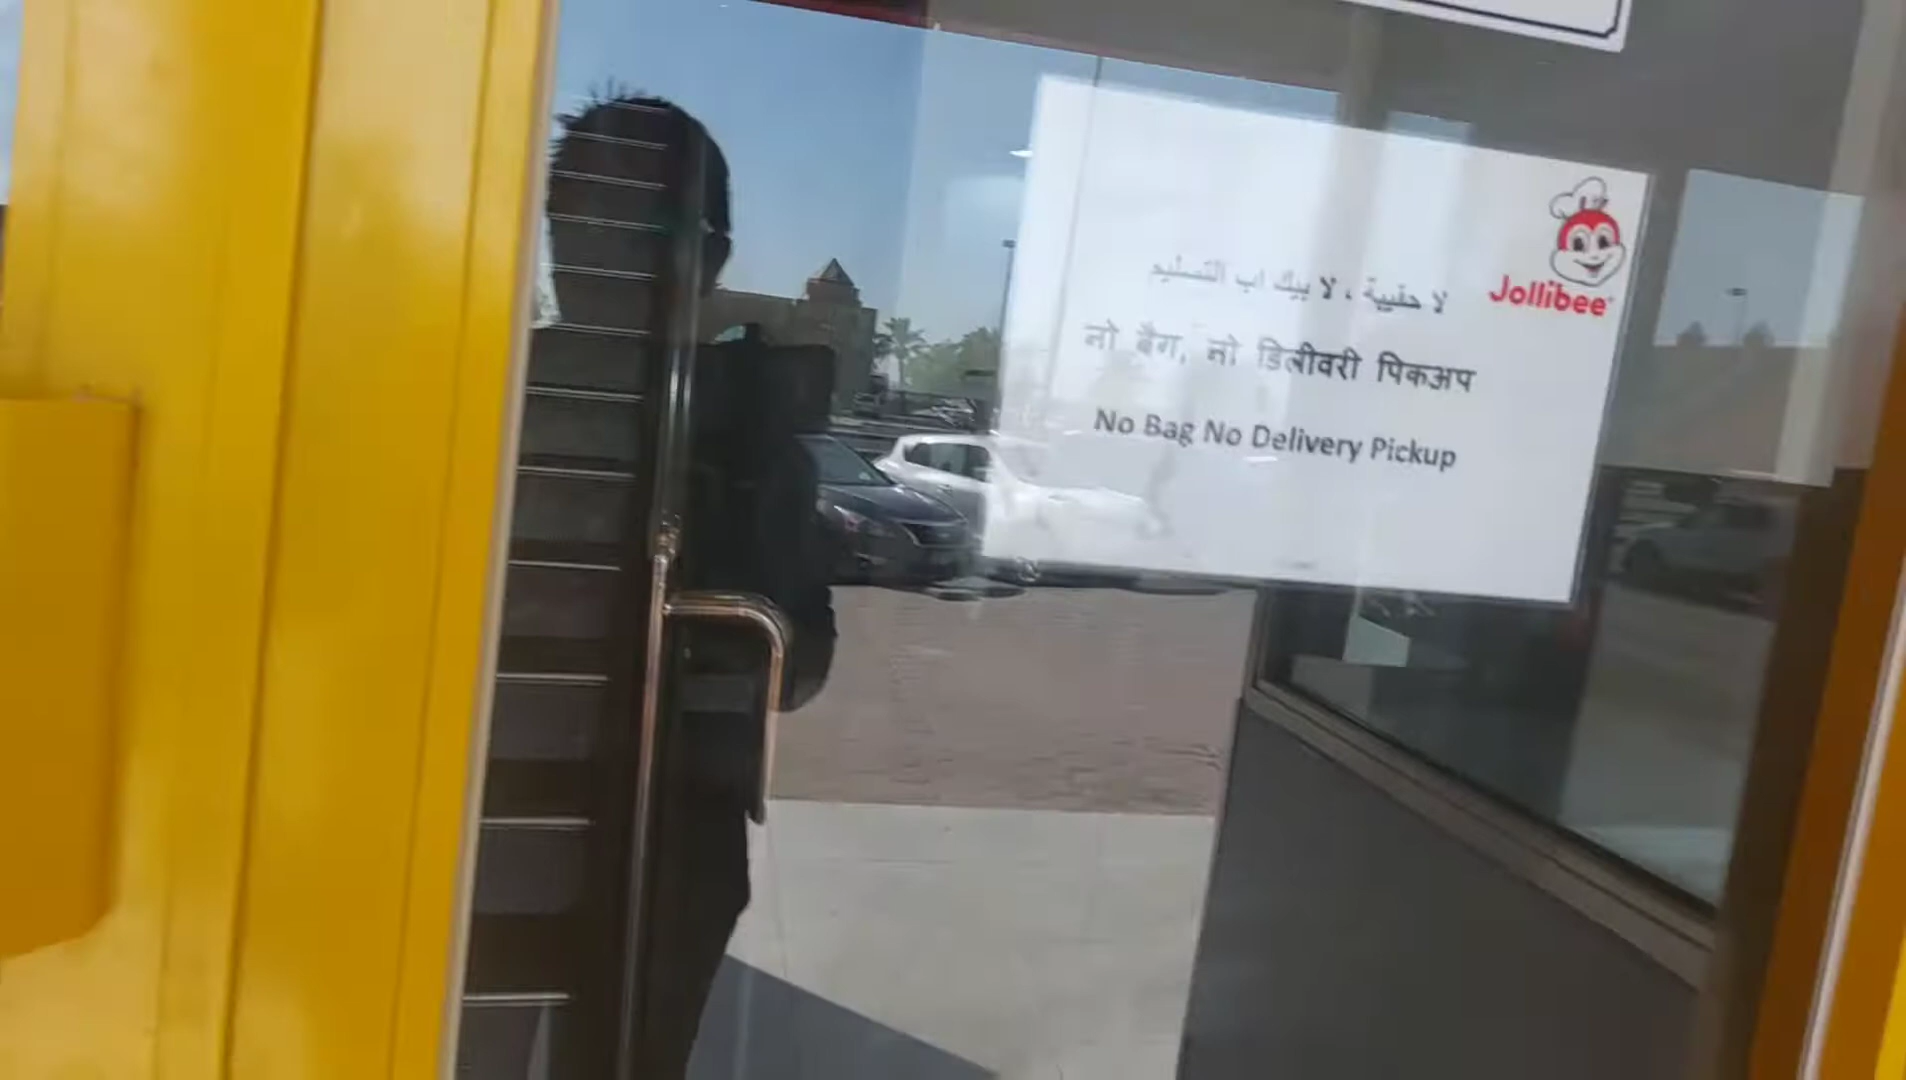 Jollibee
لا حقيبة ، لا بيك اب التسليم
नो बैग, नो डिलीवरी पिकअप
No Bag No Delivery Pickup